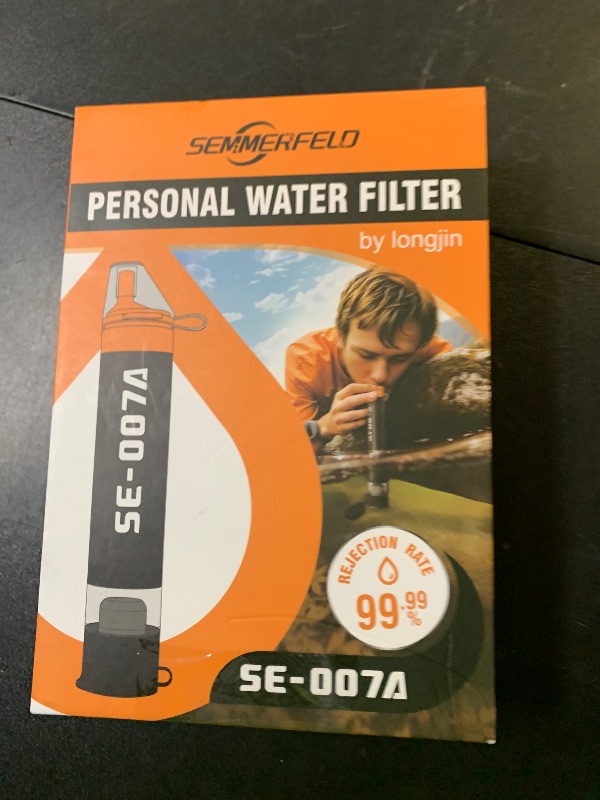 SEMMERFELD
PERSONAL WATER FILTER
by longjin
SE-007A
REJECTION RATE
99.99%
SE-007A